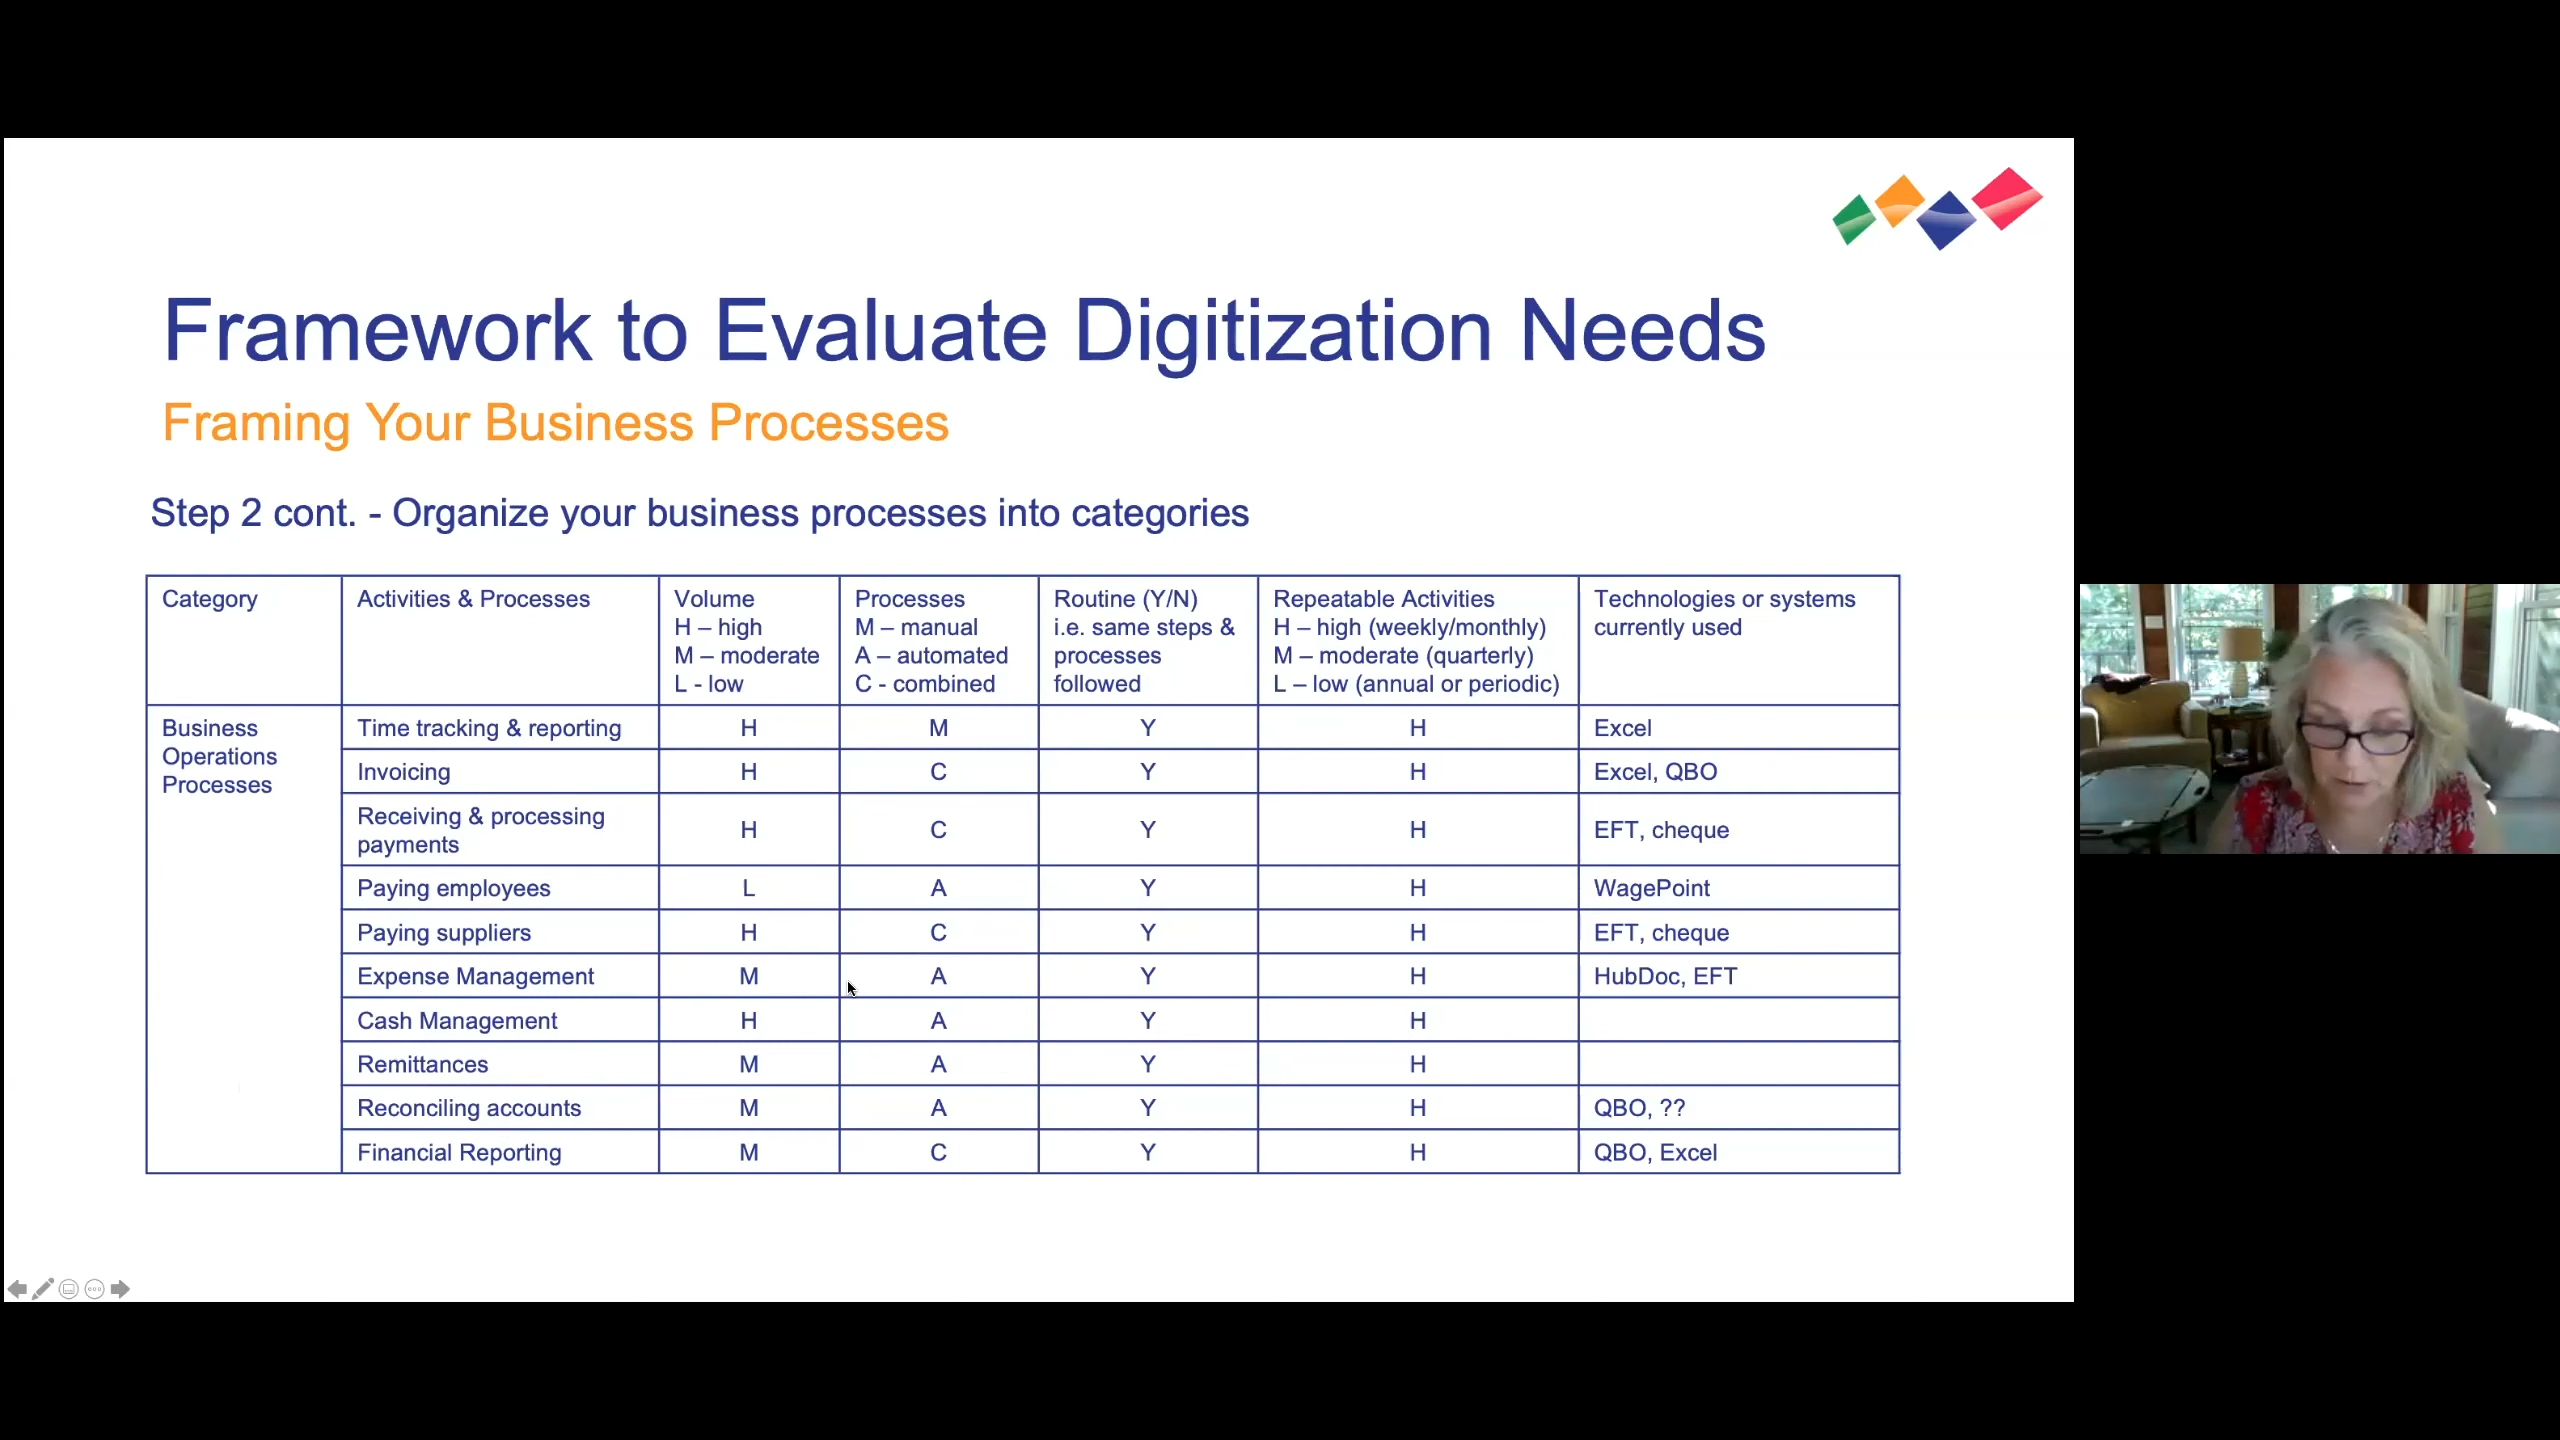 Framework to Evaluate Digitization Needs
Framing Your Business Processes
Step 2 cont. - Organize your business processes into categories
Category
Activities & Processes
Volume
H – high
M – moderate
L - low
Processes
M – manual
A – automated
C - combined
Routine (Y/N)
i.e. same steps &
processes
followed
Repeatable Activities
H – high (weekly/monthly)
M – moderate (quarterly)
L – low (annual or periodic)
Technologies or systems
currently used
Business
Operations
Processes
Time tracking & reporting H M Y H Excel
Invoicing H C Y H Excel, QBO
Receiving & processing
payments H C Y H EFT, cheque
Paying employees L A Y H WagePoint
Paying suppliers H C Y H EFT, cheque
Expense Management M A Y H HubDoc, EFT
Cash Management H A Y H
Remittances M A Y H
Reconciling accounts M A Y H QBO, ??
Financial Reporting M C Y H QBO, Excel